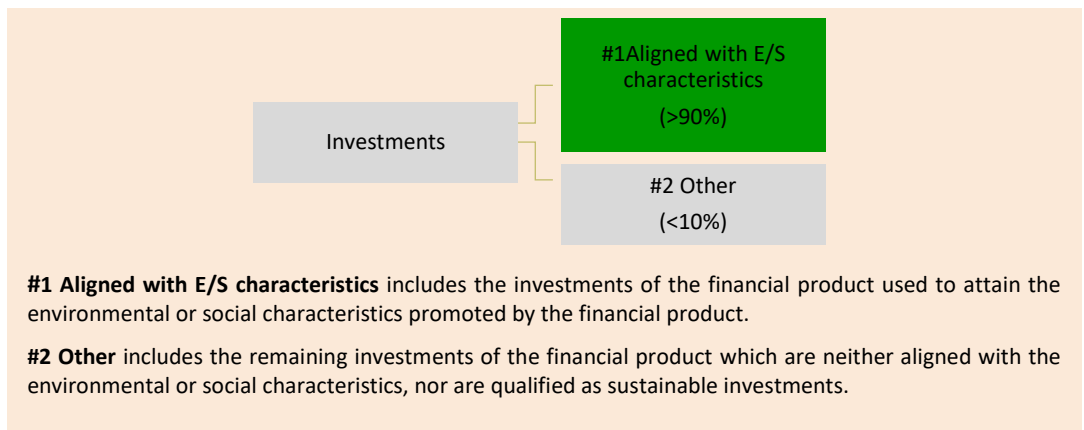 #1Aligned with E/S
characteristics
(>90%)
Investments
#2 Other
(<10%)
#1 Aligned with E/S characteristics includes the investments of the financial product used to attain the
environmental or social characteristics promoted by the financial product.
#2 Other includes the remaining investments of the financial product which are neither aligned with the
environmental or social characteristics, nor are qualified as sustainable investments.